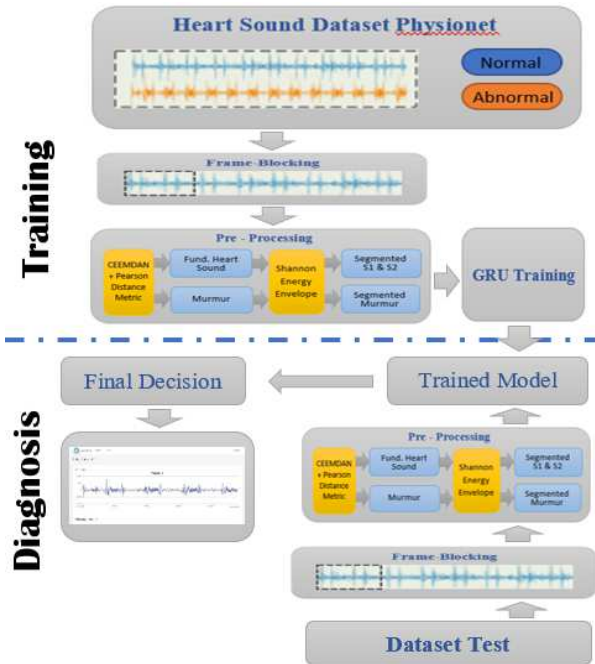 Heart Sound Dataset Physionet
Normal
Abnormal
Training
Frame-Blocking
Pre - Processing
CEEMDAN
+ Pearson
Distance
Metric
Fund. Heart
Sound
Murmur
Shannon
Energy
Envelope
Segmented
S1 & S2
Segmented
Murmur
GRU Training
Diagnosis
Final Decision
Trained Model
Pre - Processing
CEEMDAN
+ Pearson
Distance
Metric
Fund. Heart
Sound
Murmur
Shannon
Energy
Envelope
Segmented
S1 & S2
Segmented
Murmur
Frame-Blocking
Dataset Test